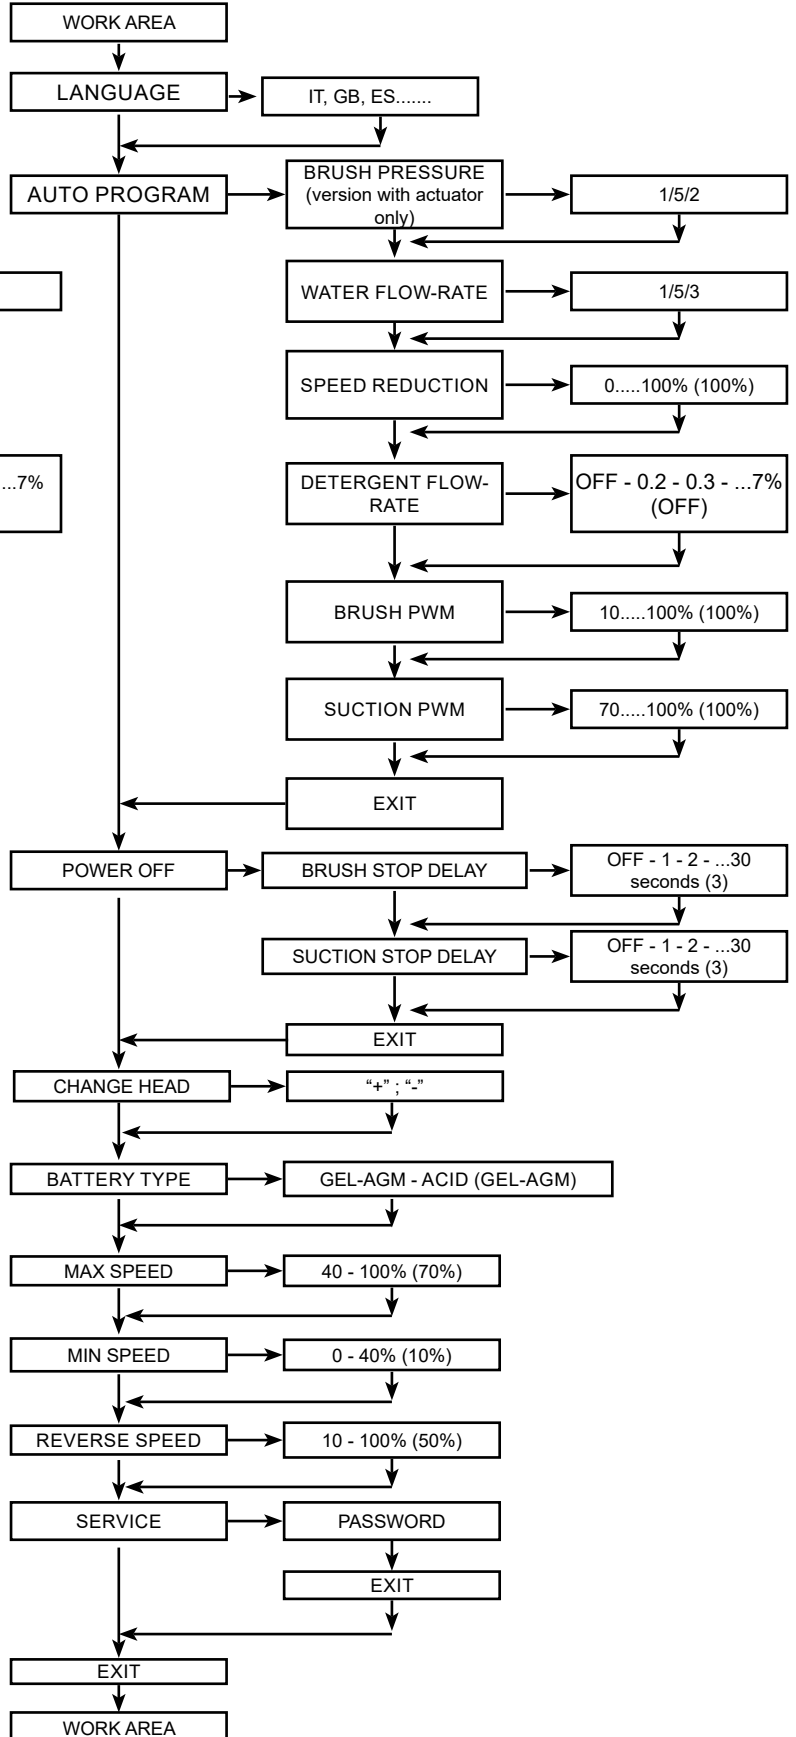 WORK AREA
LANGUAGE
IT, GB, ES.......
AUTO PROGRAM
BRUSH PRESSURE
(version with actuator
only)
1/5/2
WATER FLOW-RATE
1/5/3
SPEED REDUCTION
0.....100% (100%)
...7%
DETERGENT FLOW-
RATE
OFF - 0.2 - 0.3 - ...7%
(OFF)
BRUSH PWM
10.....100% (100%)
SUCTION PWM
70.....100% (100%)
EXIT
POWER OFF
BRUSH STOP DELAY
OFF - 1 - 2 - ...30
seconds (3)
SUCTION STOP DELAY
OFF - 1 - 2 - ...30
seconds (3)
EXIT
CHANGE HEAD
“+” ; “-”
BATTERY TYPE
GEL-AGM - ACID (GEL-AGM)
MAX SPEED
40 - 100% (70%)
MIN SPEED
0 - 40% (10%)
REVERSE SPEED
10 - 100% (50%)
SERVICE
PASSWORD
EXIT
EXIT
WORK AREA